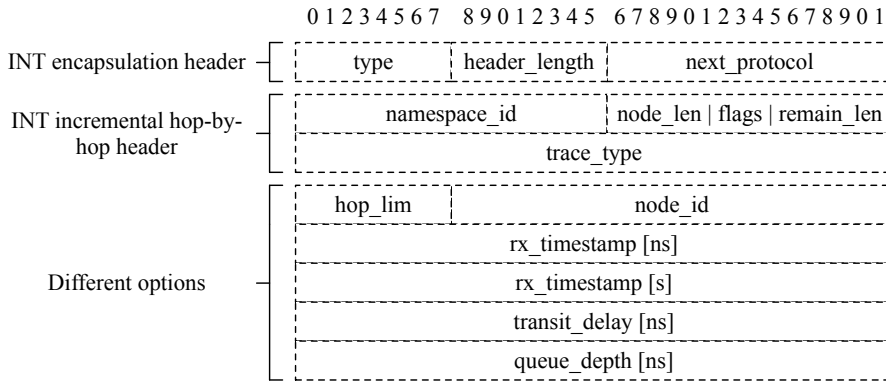 0 1 2 3 4 5 6 7 8 9 0 1 2 3 4 5 6 7 8 9 0 1 2 3 4 5 6 7 8 9 0 1
INT encapsulation header type header_length next_protocol
INT incremental hop-by-
hop header
namespace_id node_len | flags | remain_len
trace_type
Different options
hop_lim node_id
rx_timestamp [ns]
rx_timestamp [s]
transit_delay [ns]
queue_depth [ns]